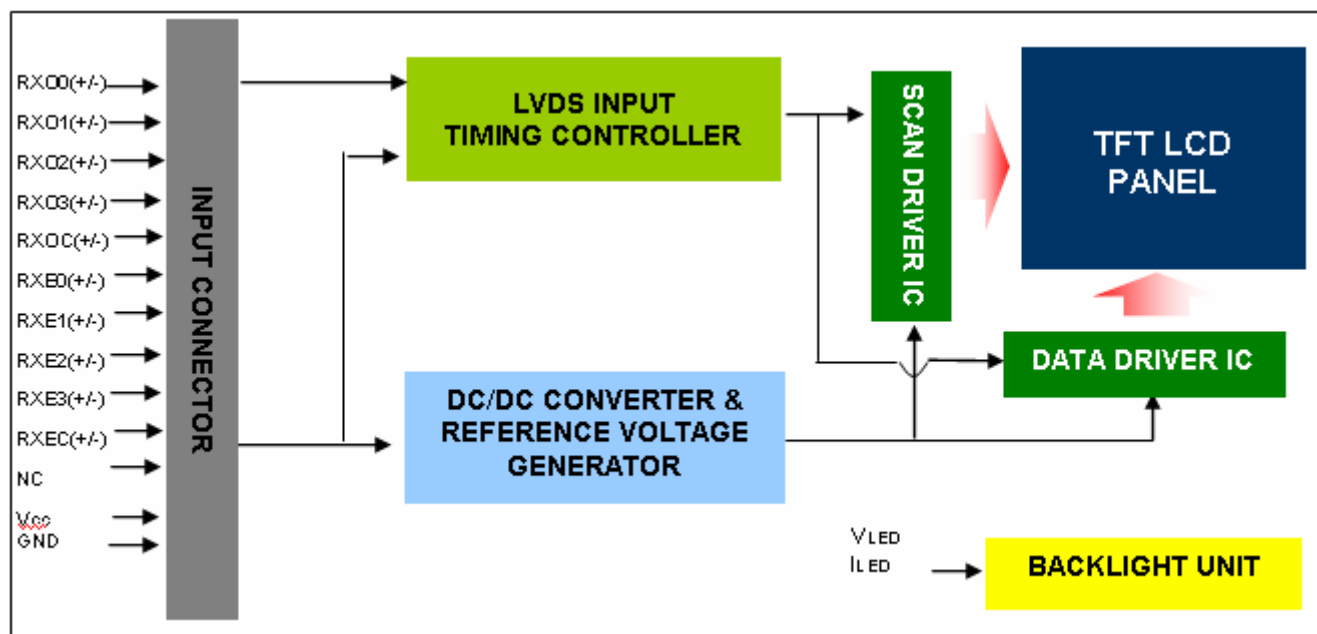 RXO0(+/-)
RXO1(+/-)
RXO2(+/-)
RXO3(+/-)
RXOC(+/-)
RXE0(+/-)
RXE1(+/-)
RXE2(+/-)
RXE3(+/-)
RXEC(+/-)
NC
Vcc
GND
INPUT CONNECTOR
LVDS INPUT
TIMING CONTROLLER
DC/DC CONVERTER &
REFERENCE VOLTAGE
GENERATOR
SCAN DRIVER IC
TFT LCD
PANEL
DATA DRIVER IC
VLED
ILED
BACKLIGHT UNIT